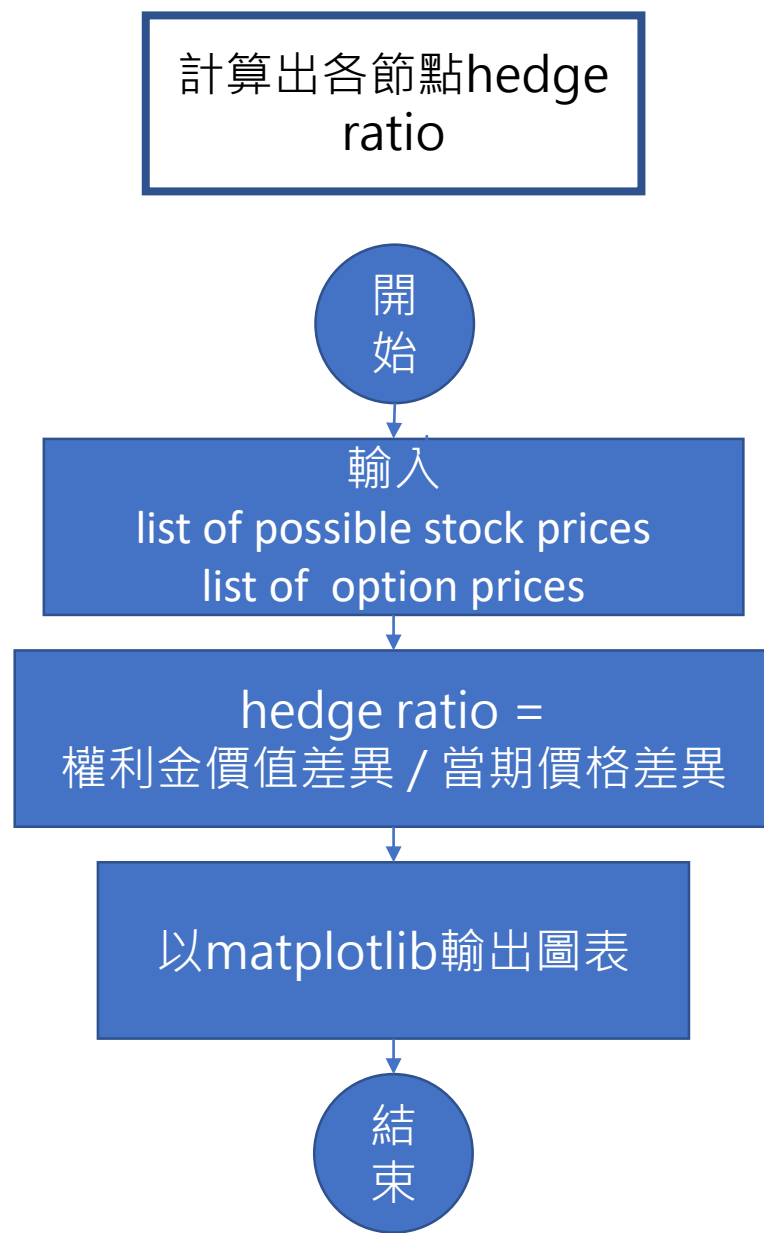 計算出各節點hedge
ratio
開
始
輸入
list of possible stock prices
list of  option prices
hedge ratio =
權利金價值差異 / 當期價格差異
以matplotlib輸出圖表
結
束